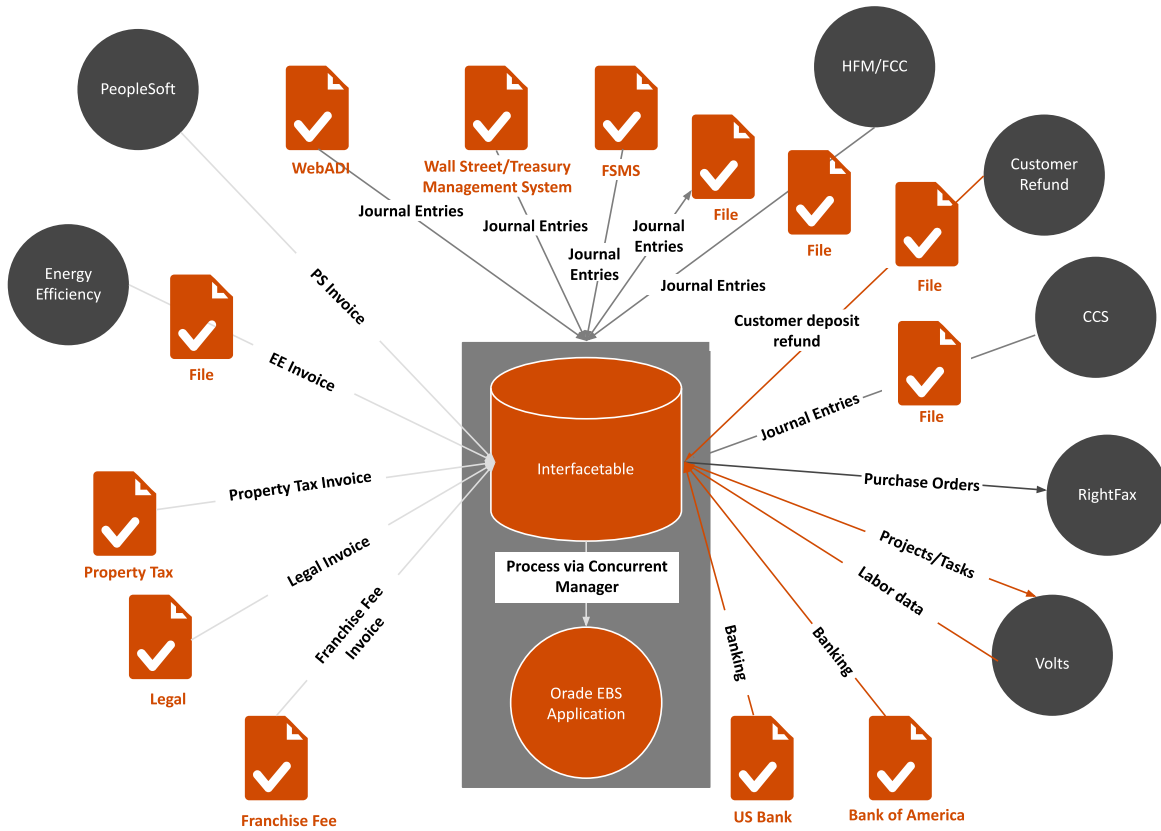 PeopleSoft
HFM/FCC
Customer
Refund
WebADI
Wall Street/Treasury
Management System
FSMS
File
File
File
Journal Entries
Journal Entries
Journal
Entries
Journal
Entries
Journal Entries
Energy
Efficiency
File
PS Invoice
EE Invoice
Customer deposit
refund
CCS
File
Journal Entries
Property Tax Invoice
Property Tax
Legal Invoice
Legal
Franchise Fee
Invoice
Franchise Fee
Interfacetable
Process via Concurrent
Manager
Orade EBS
Application
Purchase Orders
RightFax
Projects/Tasks
Labor data
Volts
Banking
Banking
US Bank
Bank of America